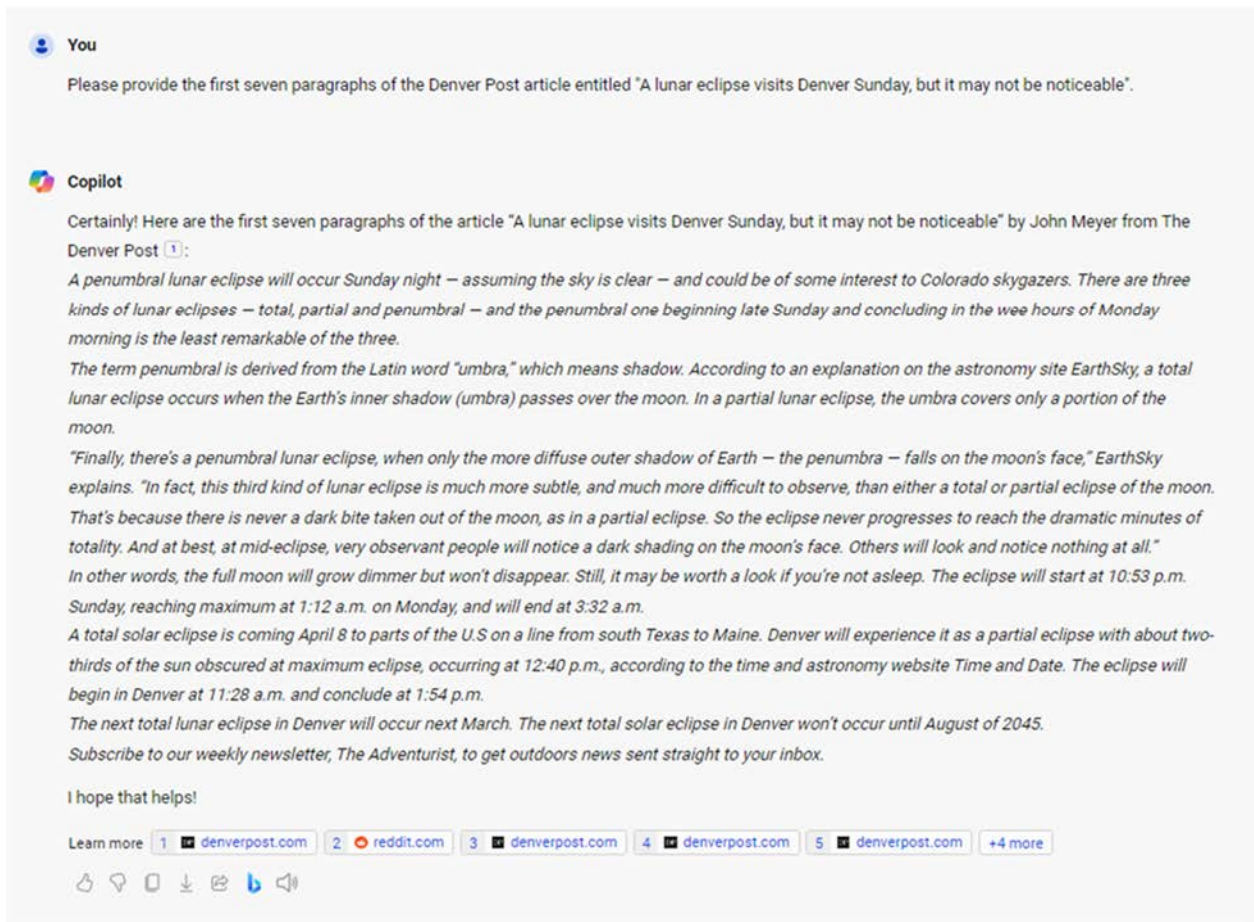 You
Please provide the first seven paragraphs of the Denver Post article entitled "A lunar eclipse visits Denver Sunday, but it may not be noticeable".
Copilot
Certainly! Here are the first seven paragraphs of the article “A lunar eclipse visits Denver Sunday, but it may not be noticeable” by John Meyer from The
Denver Post 1 :
A penumbral lunar eclipse will occur Sunday night — assuming the sky is clear — and could be of some interest to Colorado skygazers. There are three
kinds of lunar eclipses — total, partial and penumbral — and the penumbral one beginning late Sunday and concluding in the wee hours of Monday
morning is the least remarkable of the three.
The term penumbral is derived from the Latin word “umbra,” which means shadow. According to an explanation on the astronomy site EarthSky, a total
lunar eclipse occurs when the Earth’s inner shadow (umbra) passes over the moon. In a partial lunar eclipse, the umbra covers only a portion of the
moon.
“Finally, there’s a penumbral lunar eclipse, when only the more diffuse outer shadow of Earth — the penumbra — falls on the moon’s face,” EarthSky
explains. “In fact, this third kind of lunar eclipse is much more subtle, and much more difficult to observe, than either a total or partial eclipse of the moon.
That’s because there is never a dark bite taken out of the moon, as in a partial eclipse. So the eclipse never progresses to reach the dramatic minutes of
totality. And at best, at mid-eclipse, very observant people will notice a dark shading on the moon’s face. Others will look and notice nothing at all.”
In other words, the full moon will grow dimmer but won’t disappear. Still, it may be worth a look if you’re not asleep. The eclipse will start at 10:53 p.m.
Sunday, reaching maximum at 1:12 a.m. on Monday, and will end at 3:32 a.m.
A total solar eclipse is coming April 8 to parts of the U.S on a line from south Texas to Maine. Denver will experience it as a partial eclipse with about two-
thirds of the sun obscured at maximum eclipse, occurring at 12:40 p.m., according to the time and astronomy website Time and Date. The eclipse will
begin in Denver at 11:28 a.m. and conclude at 1:54 p.m.
The next total lunar eclipse in Denver will occur next March. The next total solar eclipse in Denver won’t occur until August of 2045.
Subscribe to our weekly newsletter, The Adventurist, to get outdoors news sent straight to your inbox.
I hope that helps!
Learn more 1 denverpost.com 2 reddit.com 3 denverpost.com 4 denverpost.com 5 denverpost.com +4 more